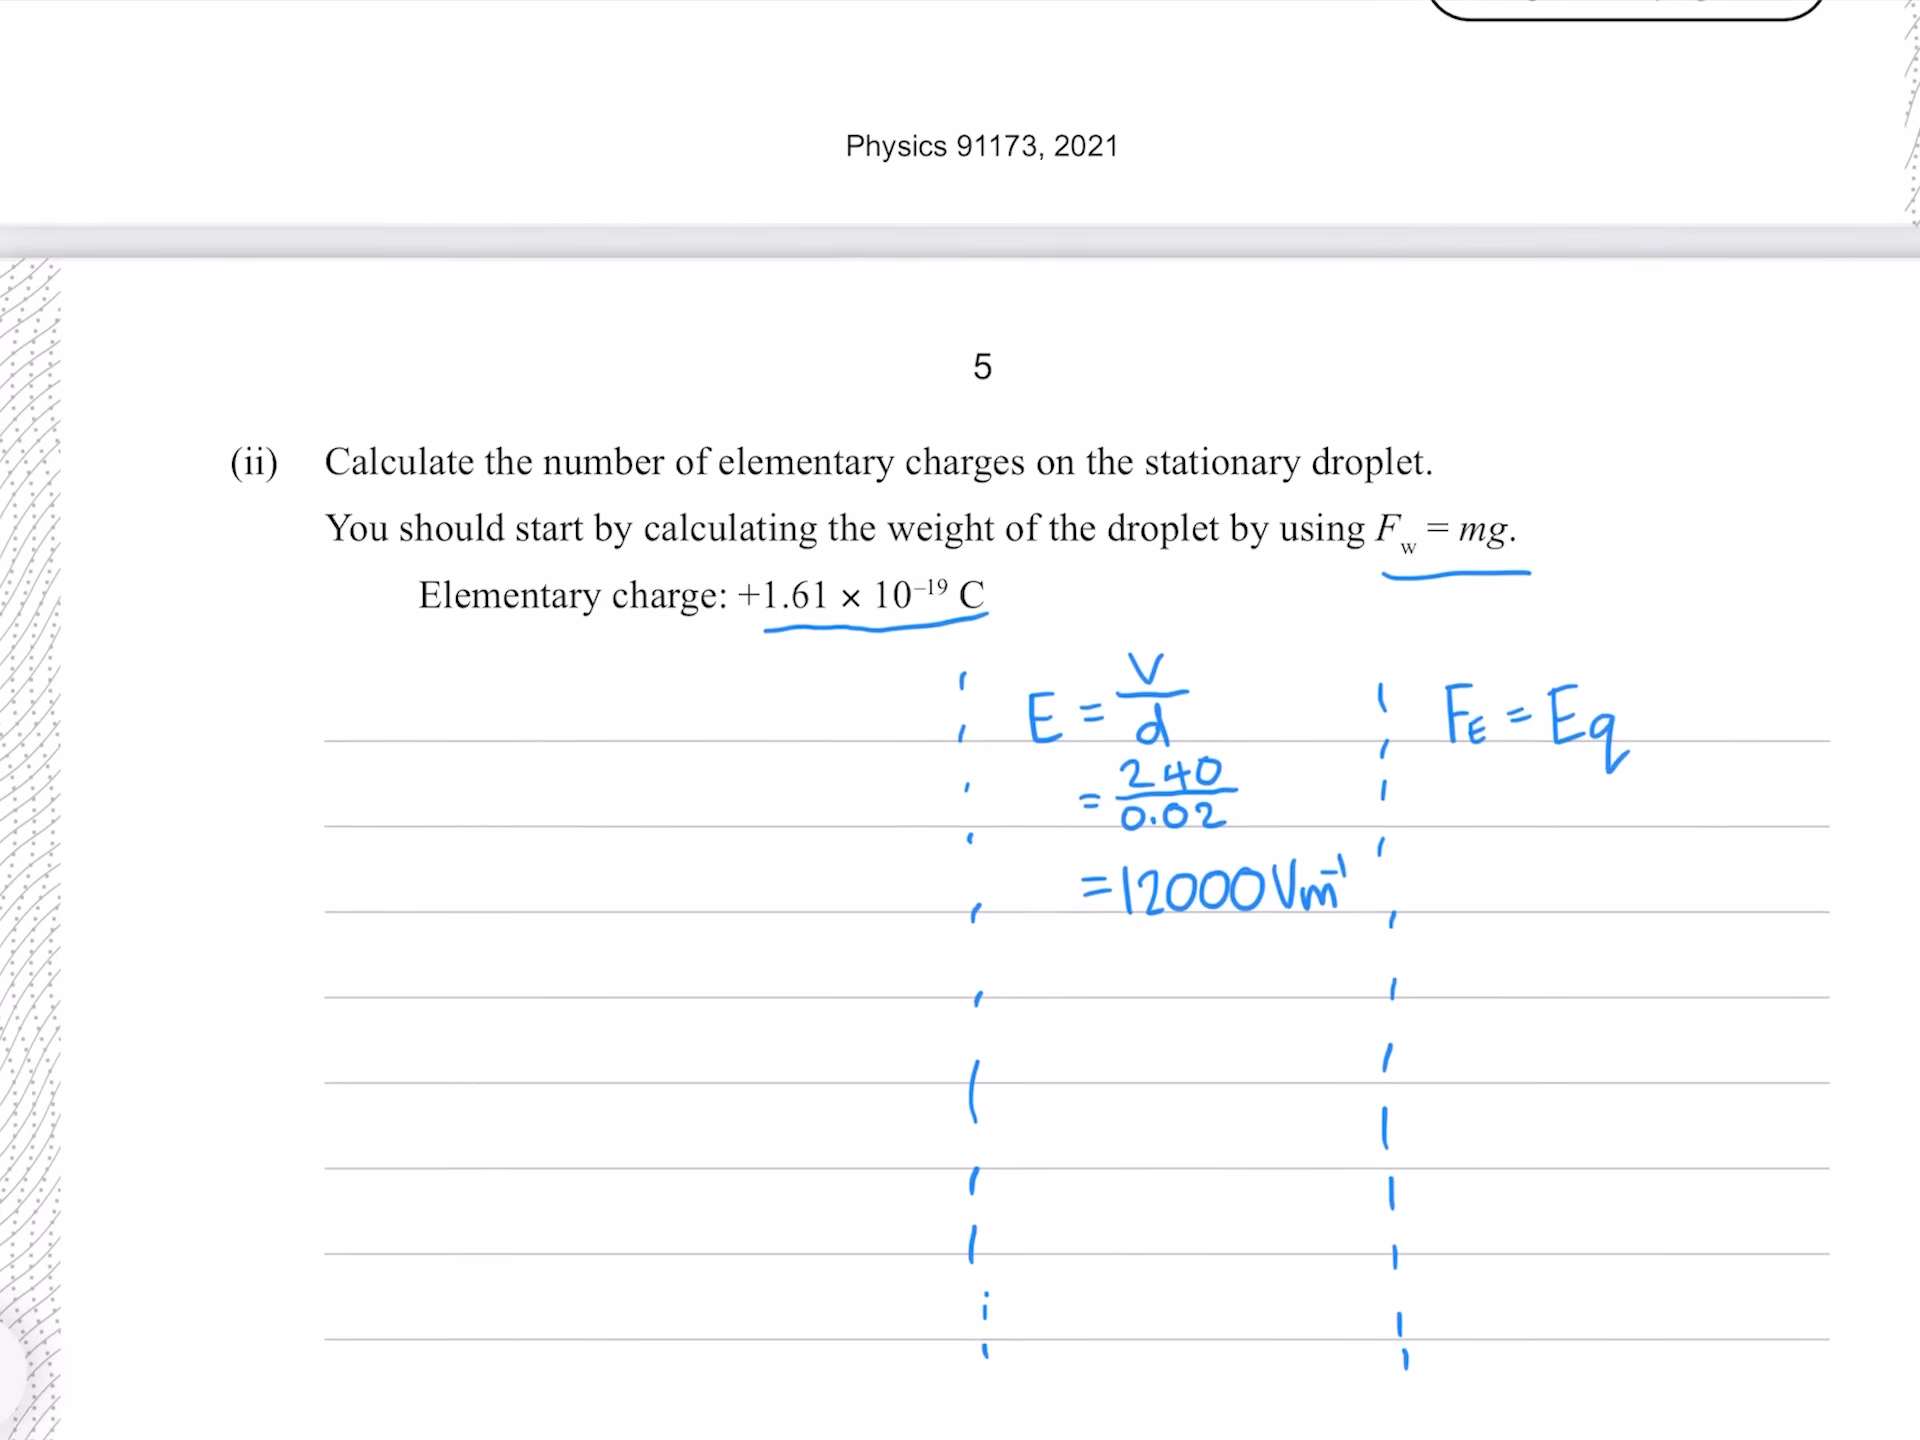 Physics 91173, 2021
5
(ii) Calculate the number of elementary charges on the stationary droplet.
You should start by calculating the weight of the droplet by using F_w = mg.
Elementary charge: +1.61 × 10⁻¹⁹ C
E = V/d
= 240/0.02
= 12000 Vm⁻¹
F_E = Eq